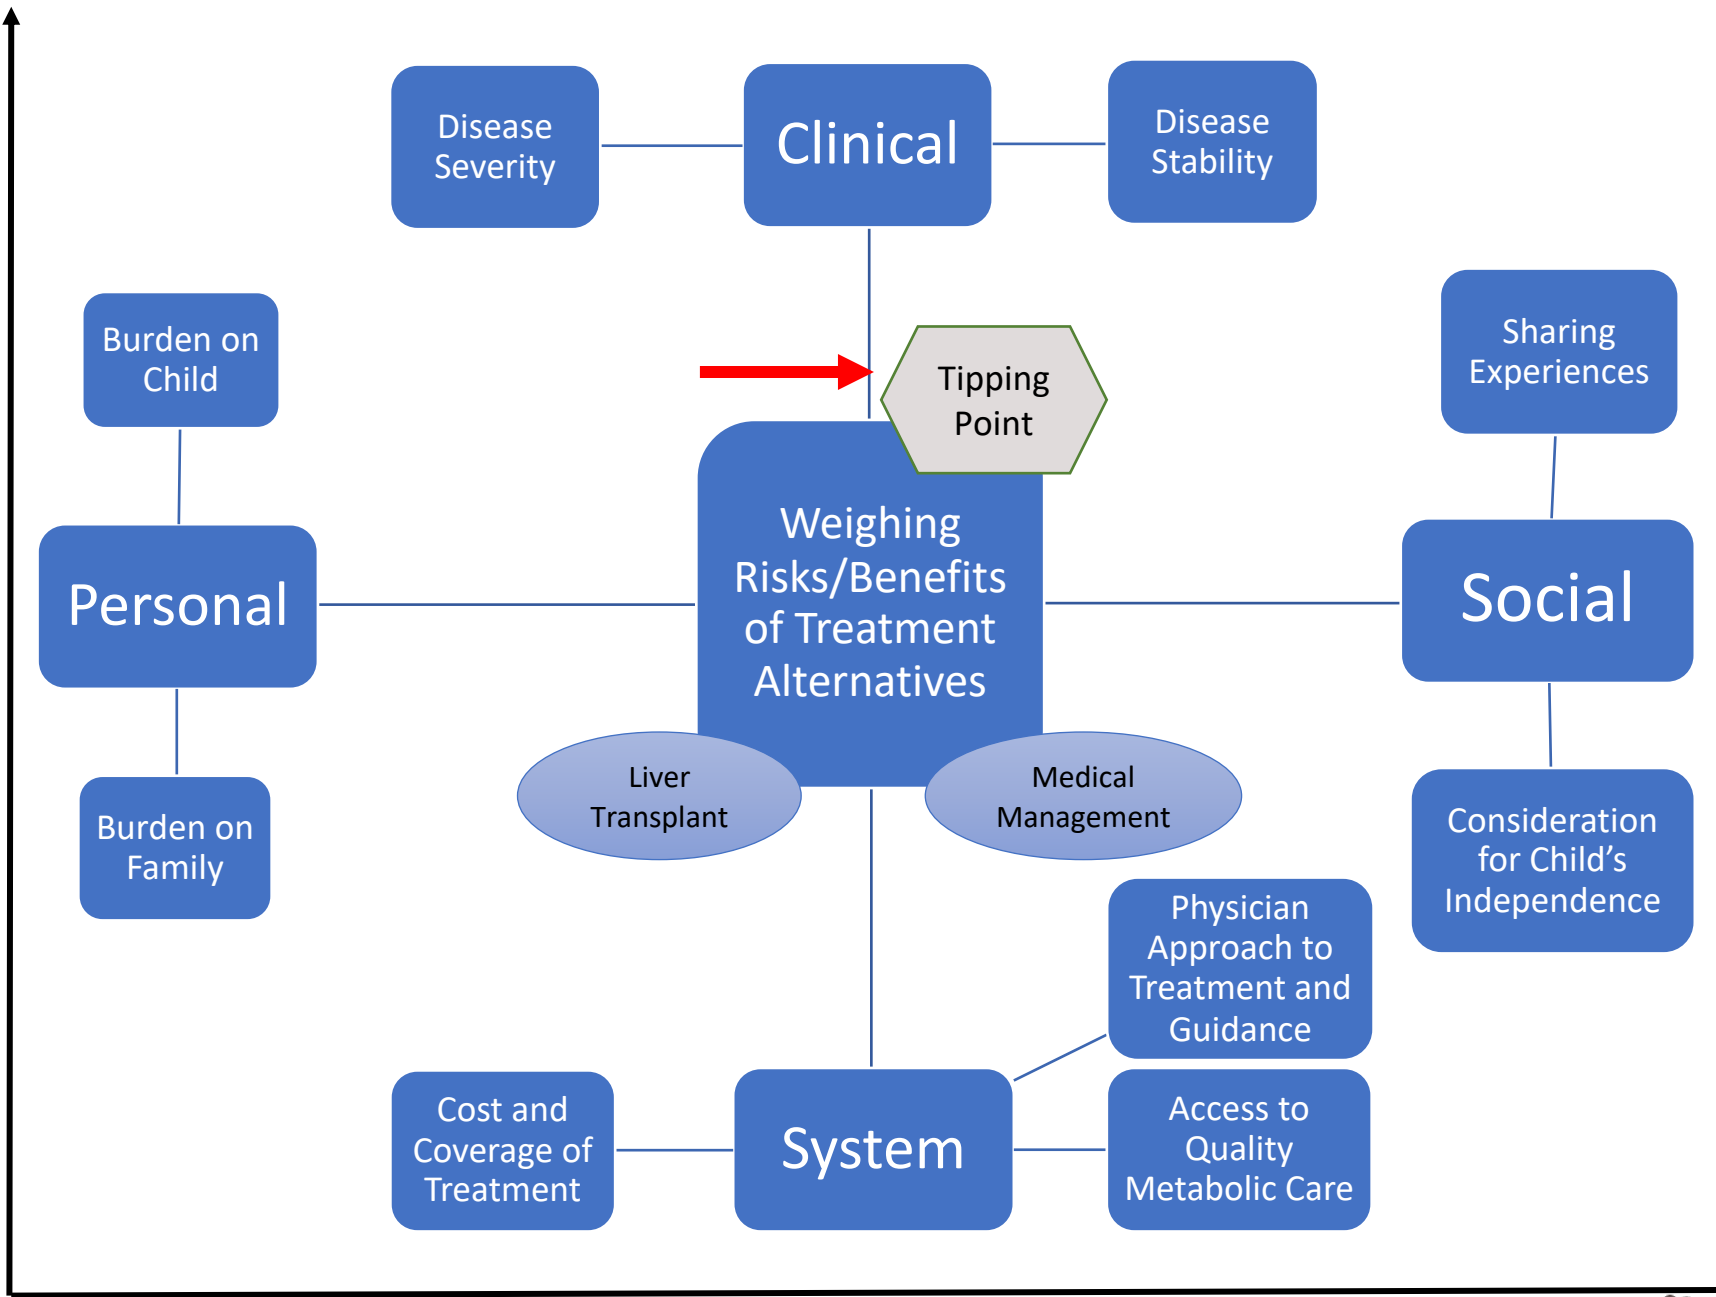 Disease
Severity
Clinical
Disease
Stability
Burden on
Child
Tipping
Point
Sharing
Experiences
Personal
Weighing
Risks/Benefits
of Treatment
Alternatives
Social
Liver
Transplant
Medical
Management
Burden on
Family
Consideration
for Child’s
Independence
Physician
Approach to
Treatment and
Guidance
Cost and
Coverage of
Treatment
System
Access to
Quality
Metabolic Care